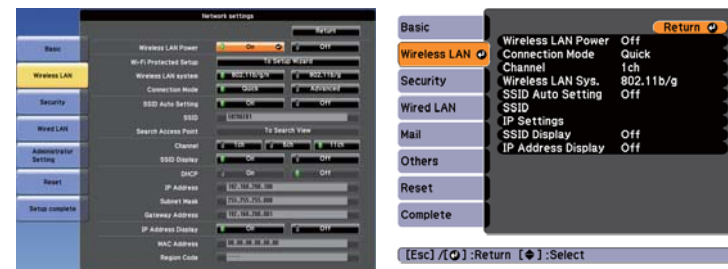 Network settings
Return
Basic
Wireless LAN Power On Off
Wi-Fi Protected Setup To Setup Wizard
Wireless LAN
Wireless LAN system 802.11b/g/n 802.11b/g
Connection Mode Quick Advanced
Security
SSID Auto Setting On Off
SSID
Wired LAN
Search Access Point To Search View
Channel 1ch 6ch 11ch
Administrator
Setting
SSID Display On Off
DHCP On Off
Reset
IP Address
Subnet Mask
Setup complete
Gateway Address
IP Address Display On Off
MAC Address
Region Code
Basic
Return
Wireless LAN
Wireless LAN Power Off
Connection Mode Quick
Channel 1ch
Security
Wireless LAN Sys. 802.11b/g
SSID Auto Setting Off
Wired LAN
SSID
IP Settings
Mail
SSID Display Off
IP Address Display Off
Others
Reset
Complete
[Esc] /[ ] :Return [ ] :Select